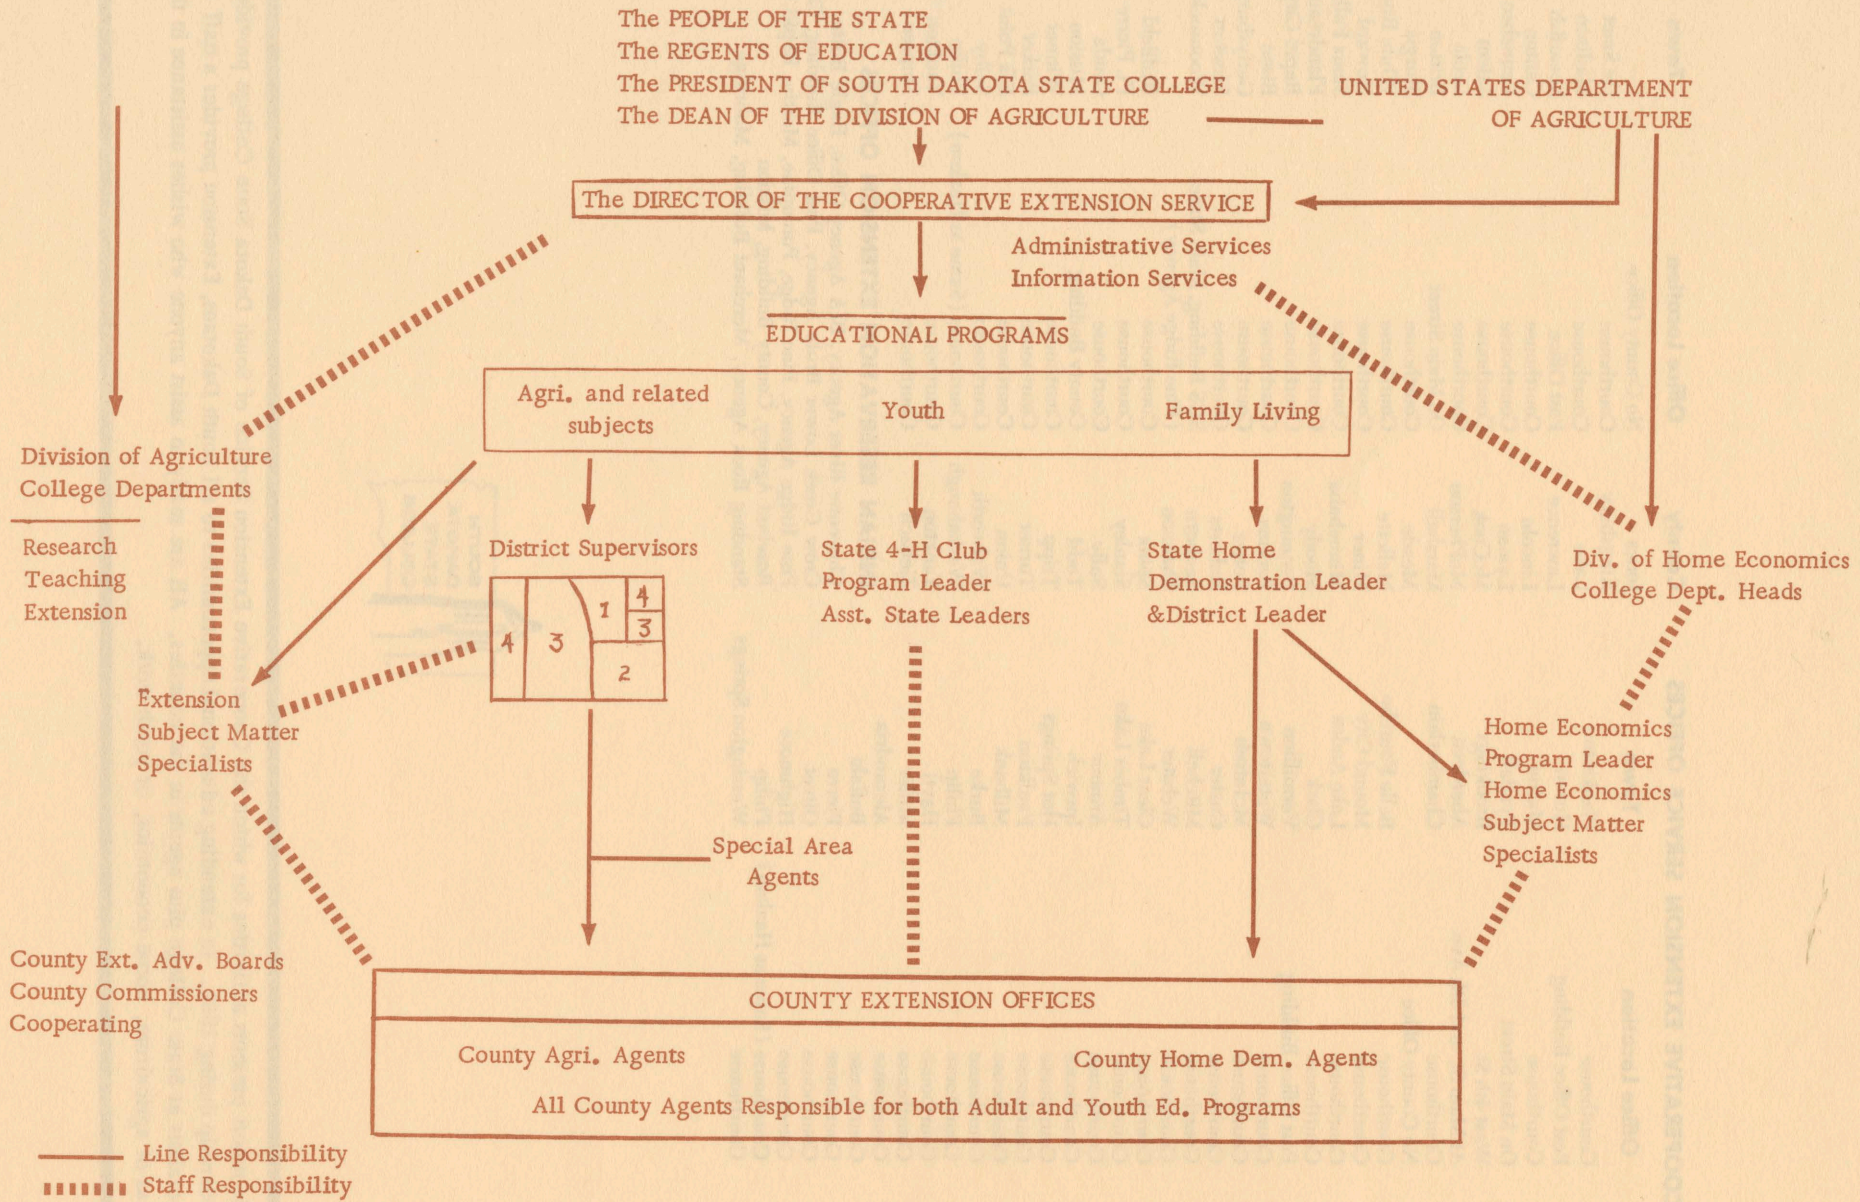 The PEOPLE OF THE STATE
The REGENTS OF EDUCATION
The PRESIDENT OF SOUTH DAKOTA STATE COLLEGE
The DEAN OF THE DIVISION OF AGRICULTURE
UNITED STATES DEPARTMENT
OF AGRICULTURE
The DIRECTOR OF THE COOPERATIVE EXTENSION SERVICE
Administrative Services
Information Services
EDUCATIONAL PROGRAMS
Agri. and related
subjects
Youth
Family Living
Division of Agriculture
College Departments
Research
Teaching
Extension
District Supervisors
4
3
1
4
3
2
State 4-H Club
Program Leader
Asst. State Leaders
State Home
Demonstration Leader
&District Leader
Div. of Home Economics
College Dept. Heads
Extension
Subject Matter
Specialists
Home Economics
Program Leader
Home Economics
Subject Matter
Specialists
Special Area
Agents
County Ext. Adv. Boards
County Commissioners
Cooperating
COUNTY EXTENSION OFFICES
County Agri. Agents
County Home Dem. Agents
All County Agents Responsible for both Adult and Youth Ed. Programs
Line Responsibility
Staff Responsibility